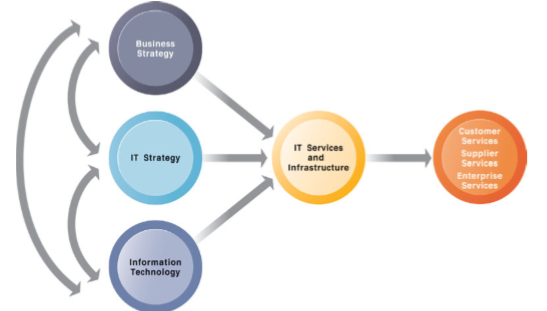 Business
Strategy
IT Strategy
Information
Technology
IT Services
and
Infrastructure
Customer
Services
Supplier
Services
Enterprise
Services